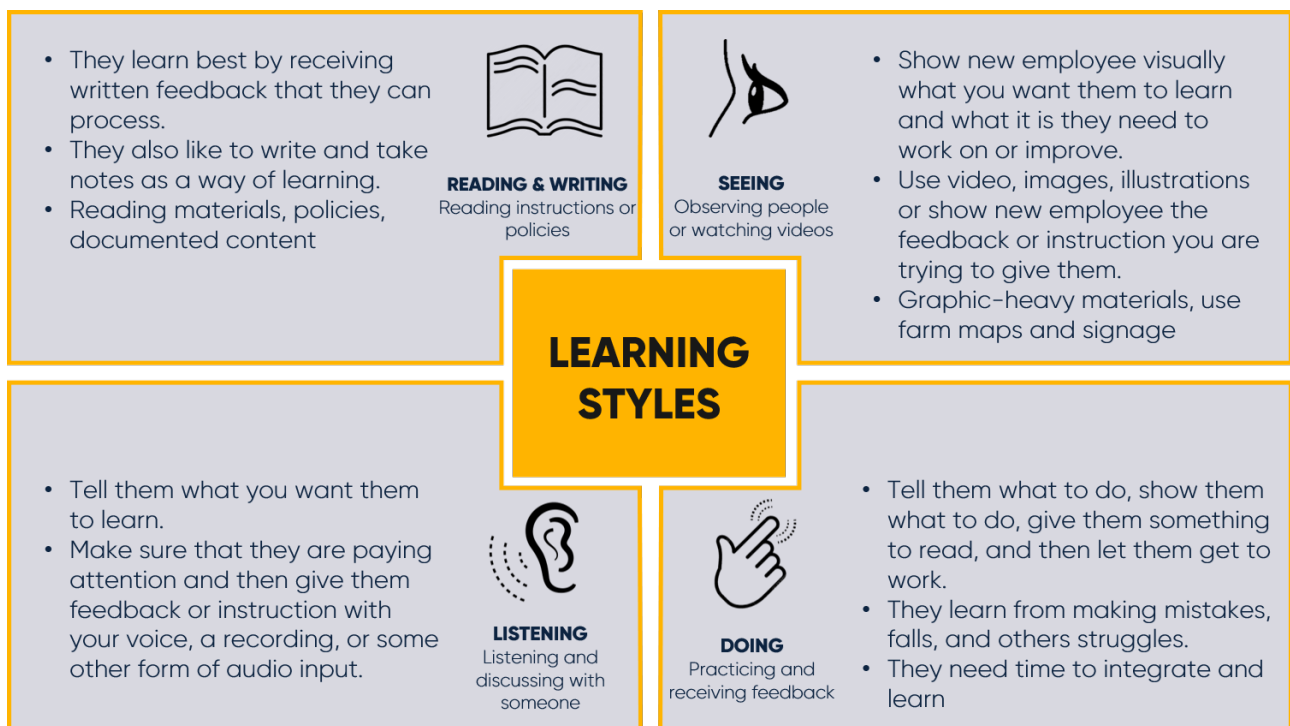 • They learn best by receiving
written feedback that they can
process.
• They also like to write and take
notes as a way of learning.
• Reading materials, policies,
documented content
READING & WRITING
Reading instructions or
policies
SEEING
Observing people
or watching videos
• Show new employee visually
what you want them to learn
and what it is they need to
work on or improve.
• Use video, images, illustrations
or show new employee the
feedback or instruction you are
trying to give them.
• Graphic-heavy materials, use
farm maps and signage
LEARNING
STYLES
• Tell them what you want them
to learn.
• Make sure that they are paying
attention and then give them
feedback or instruction with
your voice, a recording, or some
other form of audio input.
LISTENING
Listening and
discussing with
someone
DOING
Practicing and
receiving feedback
• Tell them what to do, show them
what to do, give them something
to read, and then let them get to
work.
• They learn from making mistakes,
falls, and others struggles.
• They need time to integrate and
learn